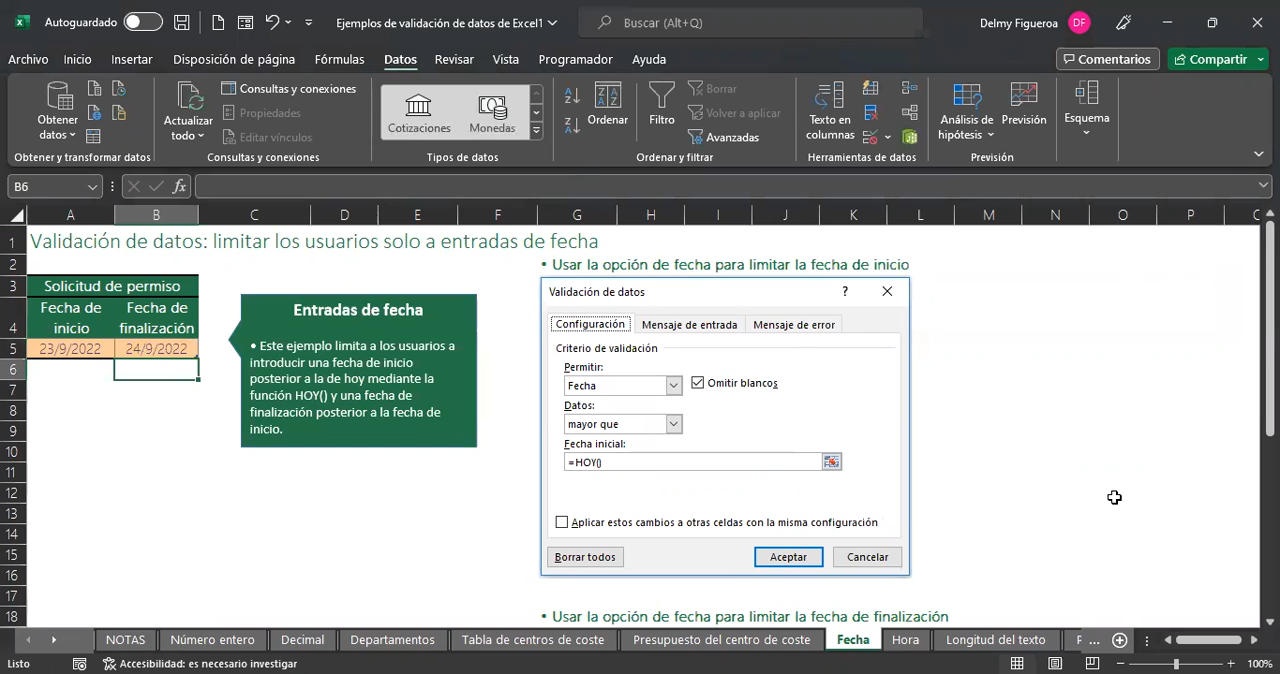 Autoguardado
Ejemplos de validación de datos de Excel1
Buscar (Alt+Q)
Delmy Figueroa
DF
Archivo
Inicio
Insertar
Disposición de página
Fórmulas
Datos
Revisar
Vista
Programador
Ayuda
Comentarios
Compartir
Obtener
datos
Obtener y transformar datos
Actualizar
todo
Consultas y conexiones
Propiedades
Editar vínculos
Consultas y conexiones
Cotizaciones
Monedas
Tipos de datos
Ordenar
Filtro
Borrar
Volver a aplicar
Avanzadas
Ordenar y filtrar
Texto en
columnas
Herramientas de datos
Análisis de
hipótesis
Previsión
Previsión
Esquema
B6
fx
A B C D E F G H I J K L M N O P
1 Validación de datos: limitar los usuarios solo a entradas de fecha
2 • Usar la opción de fecha para limitar la fecha de inicio
3 Solicitud de permiso
Fecha de Fecha de
4 inicio finalización
5 23/9/2022 24/9/2022
6
7
8
9
10
11
12
13
14
15
16
17
18 • Usar la opción de fecha para limitar la fecha de finalización
Entradas de fecha
• Este ejemplo limita a los usuarios a
introducir una fecha de inicio
posterior a la de hoy mediante la
función HOY() y una fecha de
finalización posterior a la fecha de
inicio.
Validación de datos
?
Configuración
Mensaje de entrada
Mensaje de error
Criterio de validación
Permitir:
Fecha
Omitir blancos
Datos:
mayor que
Fecha inicial:
=HOY()
Aplicar estos cambios a otras celdas con la misma configuración
Borrar todos
Aceptar
Cancelar
NOTAS
Número entero
Decimal
Departamentos
Tabla de centros de coste
Presupuesto del centro de coste
Fecha
Hora
Longitud del texto
...
Listo
Accesibilidad: es necesario investigar
100%